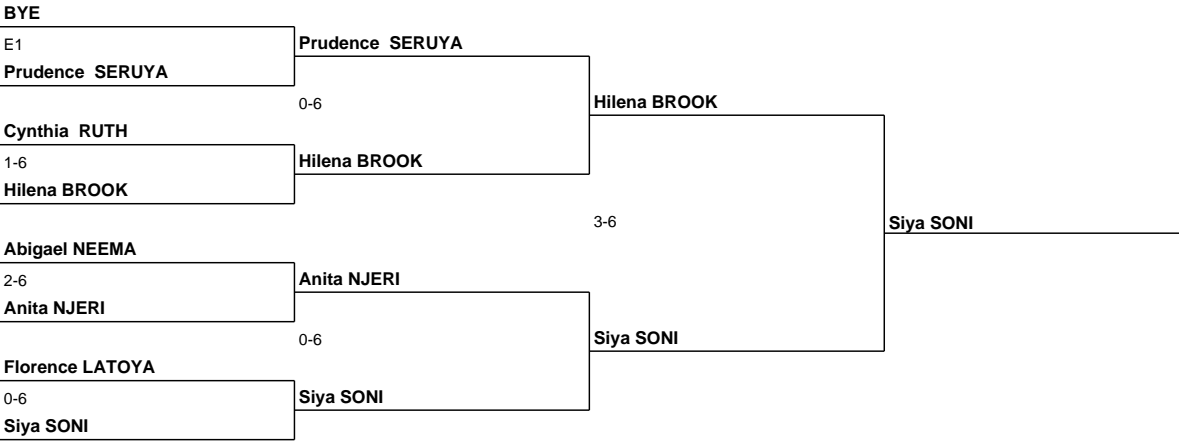 BYE
E1
Prudence  SERUYA
Prudence  SERUYA
0-6
Hilena BROOK
Cynthia  RUTH
1-6
Hilena BROOK
Hilena BROOK
3-6
Siya SONI
Abigael NEEMA
2-6
Anita NJERI
Anita NJERI
0-6
Siya SONI
Florence LATOYA
0-6
Siya SONI
Siya SONI